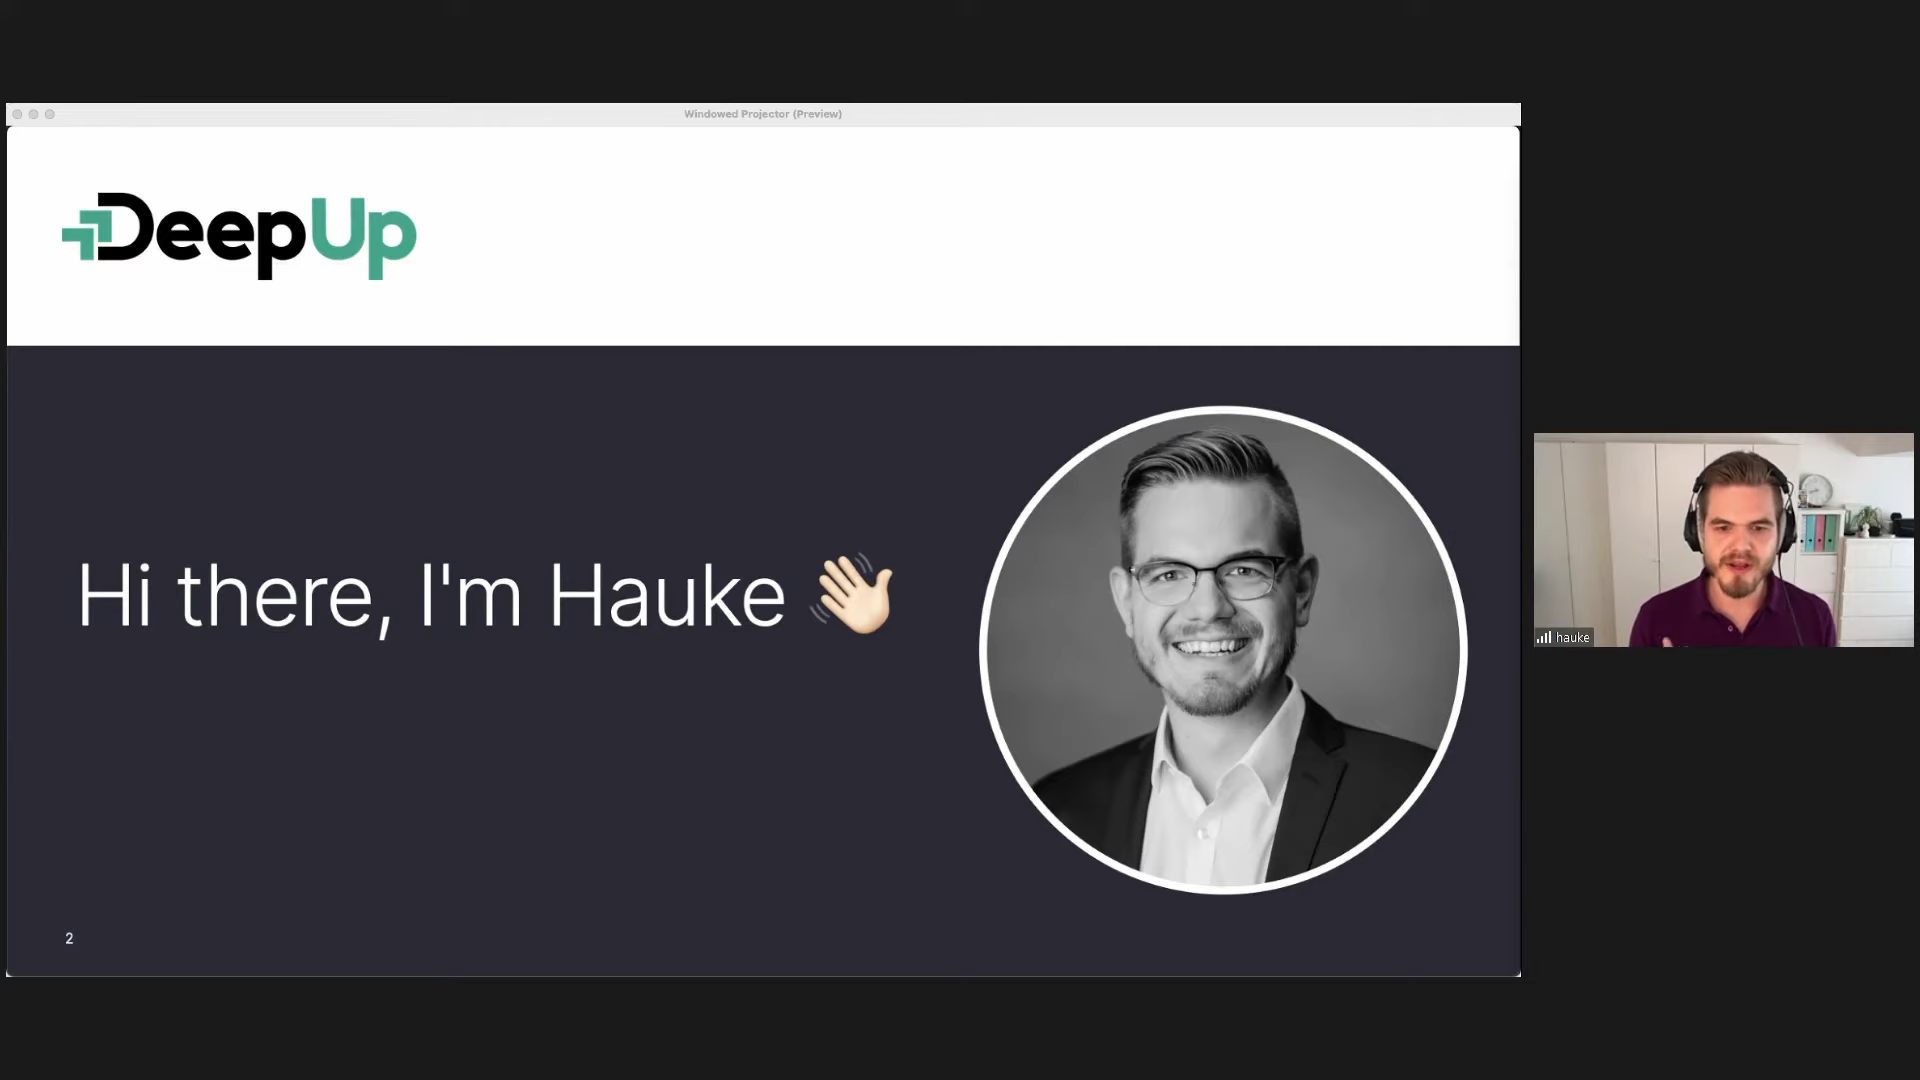 Windowed Projector (Preview)
DeepUp
Hi there, I'm Hauke 👋🏻
2
hauke